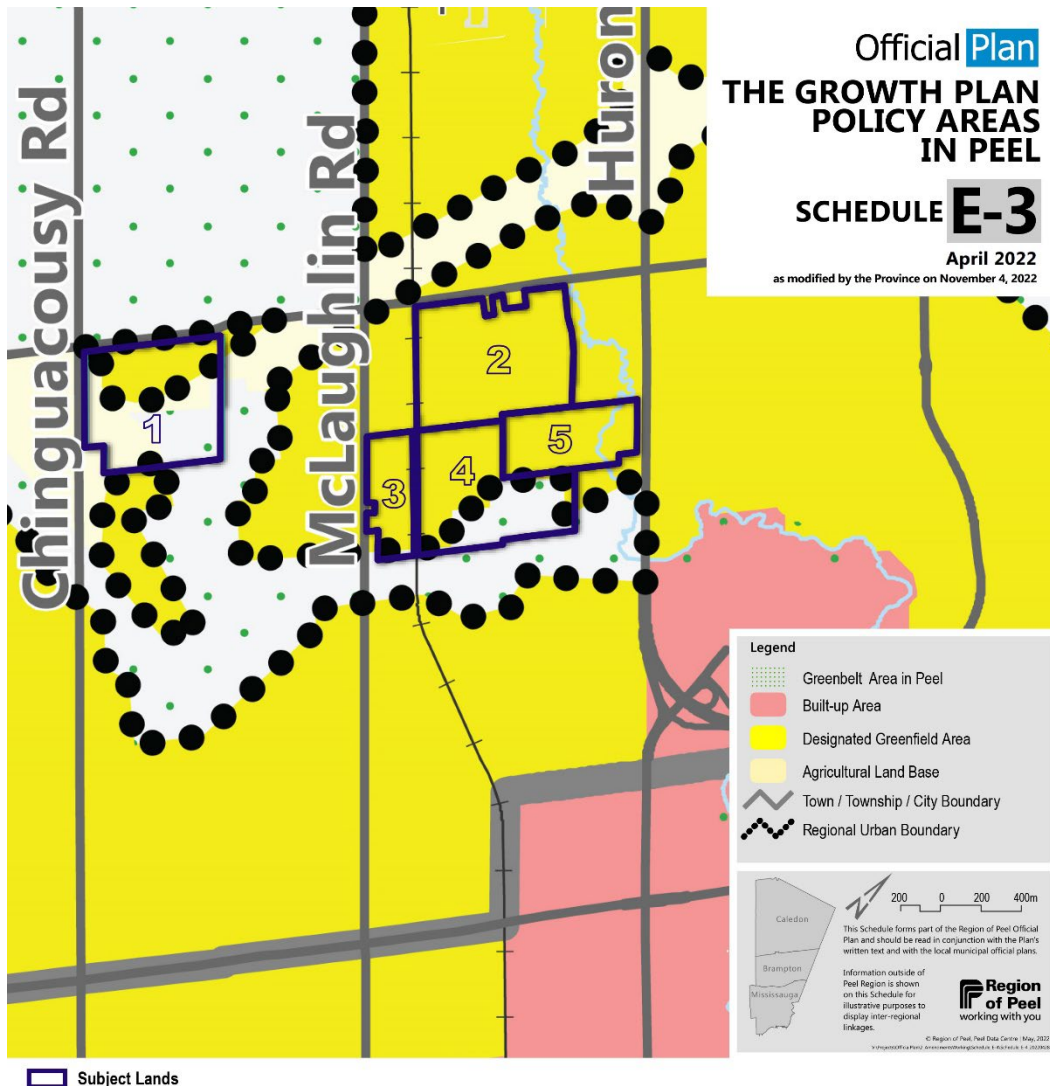 Official Plan
THE GROWTH PLAN
POLICY AREAS
IN PEEL
SCHEDULE E-3
April 2022
as modified by the Province on November 4, 2022
Chinguacousy Rd
McLaughlin Rd
Huron
1
2
3
4
5
Legend
Greenbelt Area in Peel
Built-up Area
Designated Greenfield Area
Agricultural Land Base
Town / Township / City Boundary
Regional Urban Boundary
Caledon
Brampton
Mississauga
200 0 200 400m
This Schedule forms part of the Region of Peel Official
Plan and should be read in conjunction with the Plan's
written text and with the local municipal official plans.
Information outside of
Peel Region is shown
on this Schedule for
illustrative purposes to
display inter-regional
linkages.
Region
of Peel
working with you
© Region of Peel, Peel Data Centre | May, 2022
Subject Lands